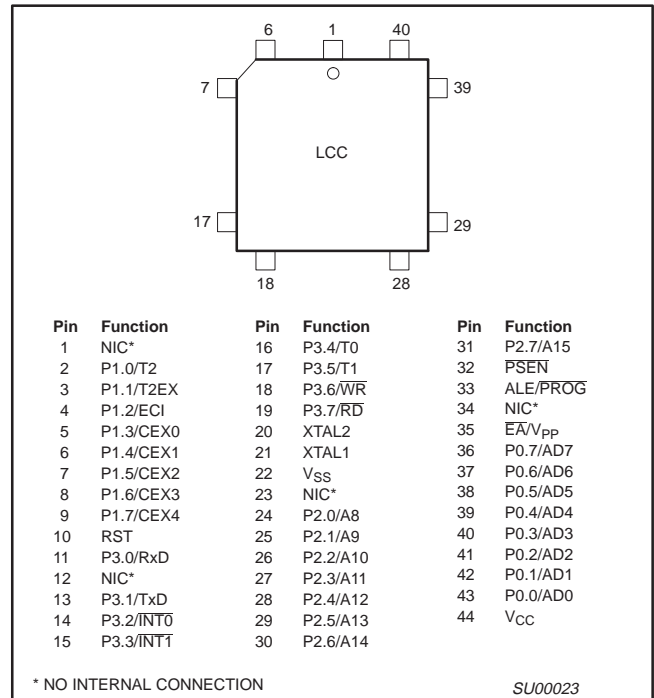 6 1 40
7 39
LCC
17 29
18 28
Pin Function Pin Function Pin Function
1 NIC* 16 P3.4/T0 31 P2.7/A15
2 P1.0/T2 17 P3.5/T1 32 P̅S̅E̅N̅
3 P1.1/T2EX 18 P3.6/W̅R̅ 33 ALE/P̅R̅O̅G̅
4 P1.2/ECI 19 P3.7/R̅D̅ 34 NIC*
5 P1.3/CEX0 20 XTAL2 35 E̅A̅/VPP
6 P1.4/CEX1 21 XTAL1 36 P0.7/AD7
7 P1.5/CEX2 22 VSS 37 P0.6/AD6
8 P1.6/CEX3 23 NIC* 38 P0.5/AD5
9 P1.7/CEX4 24 P2.0/A8 39 P0.4/AD4
10 RST 25 P2.1/A9 40 P0.3/AD3
11 P3.0/RxD 26 P2.2/A10 41 P0.2/AD2
12 NIC* 27 P2.3/A11 42 P0.1/AD1
13 P3.1/TxD 28 P2.4/A12 43 P0.0/AD0
14 P3.2/I̅N̅T̅0̅ 29 P2.5/A13 44 VCC
15 P3.3/I̅N̅T̅1̅ 30 P2.6/A14
* NO INTERNAL CONNECTION SU00023